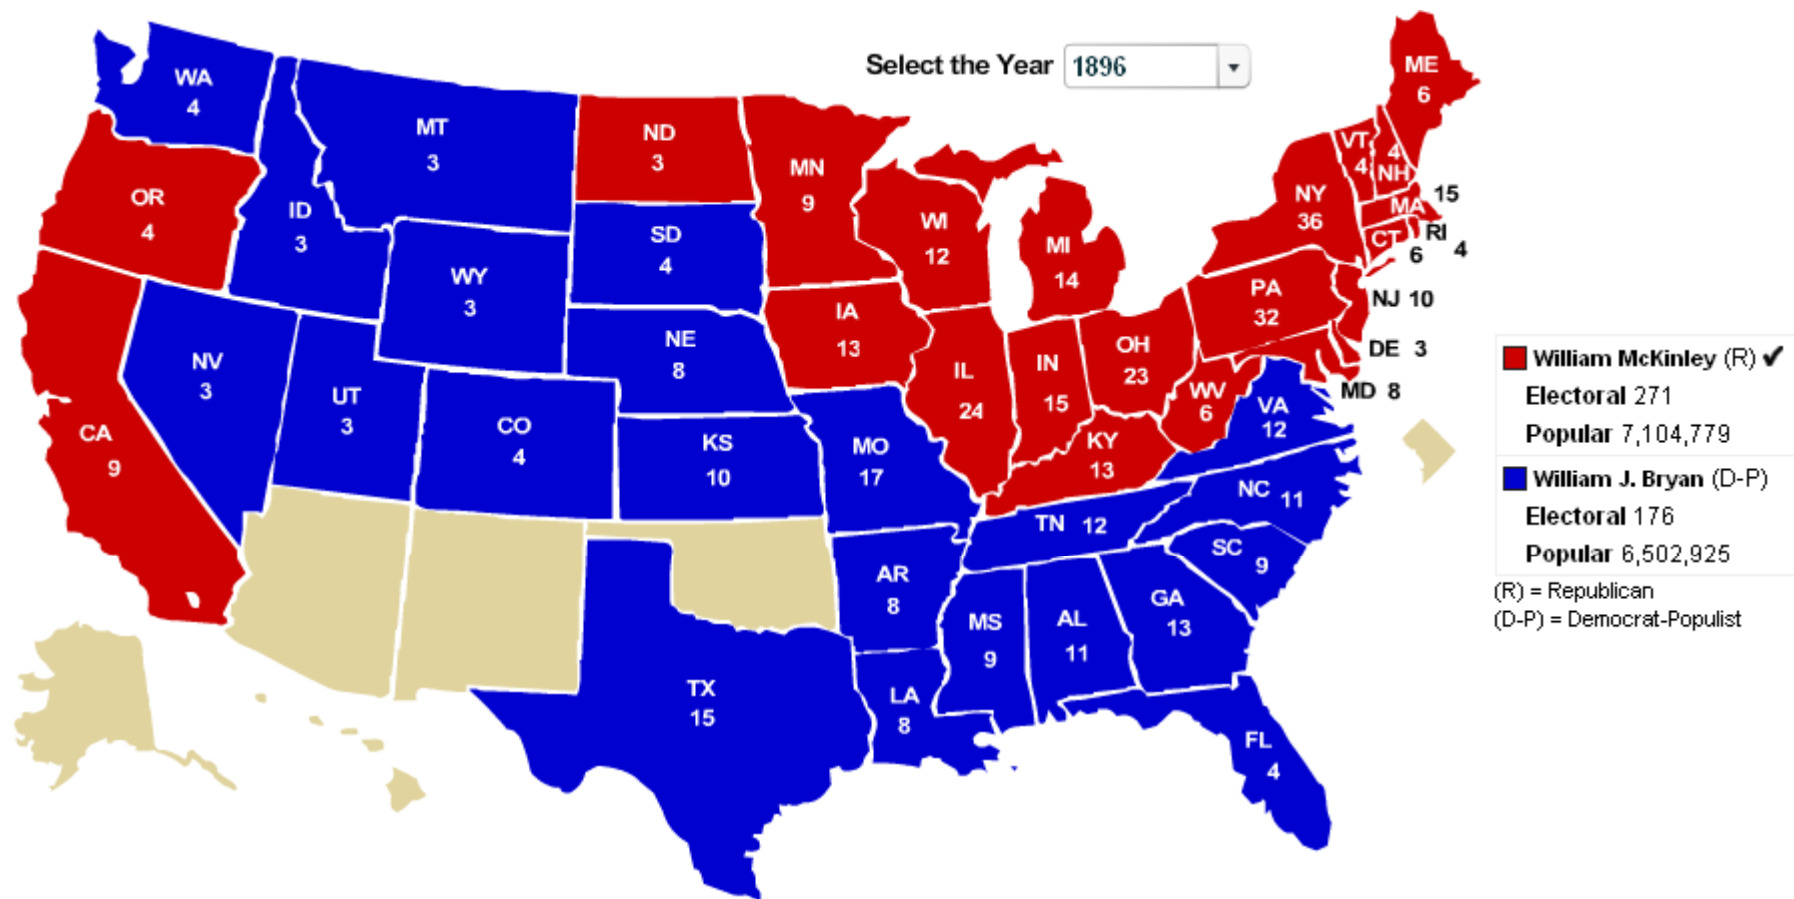 Select the Year 1896
WA
4
OR
4
CA
9
ID
3
NV
3
MT
3
WY
3
UT
3
CO
4
ND
3
SD
4
NE
8
KS
10
TX
15
MN
9
IA
13
MO
17
AR
8
LA
8
WI
12
IL
24
MI
14
IN
15
OH
23
KY
13
TN 12
MS
9
AL
11
GA
13
FL
4
SC
9
NC 11
VA
12
WV
6
PA
32
NY
36
VT
4
4
NH
ME
6
MA 15
RI 4
CT 6
NJ 10
DE 3
MD 8
William McKinley (R) ✔
Electoral 271
Popular 7,104,779
William J. Bryan (D-P)
Electoral 176
Popular 6,502,925
(R) = Republican
(D-P) = Democrat-Populist